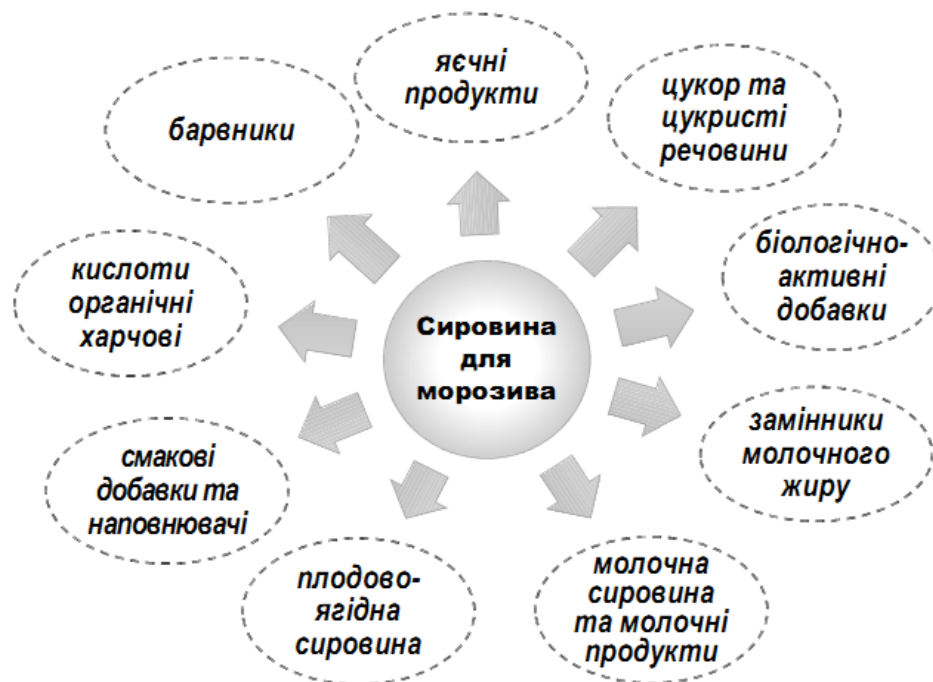 яєчні
продукти
цукор та
цукристі
речовини
біологічно-
активні
добавки
замінники
молочного
жиру
молочна
сировина
та молочні
продукти
плодово-
ягідна
сировина
смакові
добавки та
наповнювачі
кислоти
органічні
харчові
барвники
Сировина
для
морозива